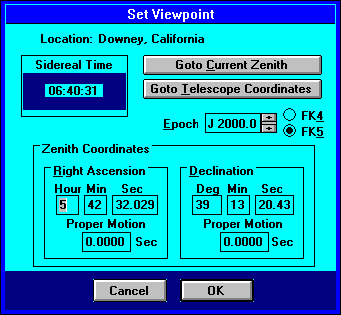 Set Viewpoint
Location: Downey, California
Sidereal Time
06:40:31
Goto Current Zenith
Goto Telescope Coordinates
Epoch J 2000.0
FK4
FK5
Zenith Coordinates
Right Ascension
Hour Min Sec
5 42 32.029
Proper Motion
0.0000 Sec
Declination
Deg Min Sec
39 13 20.43
Proper Motion
0.0000 Sec
Cancel OK